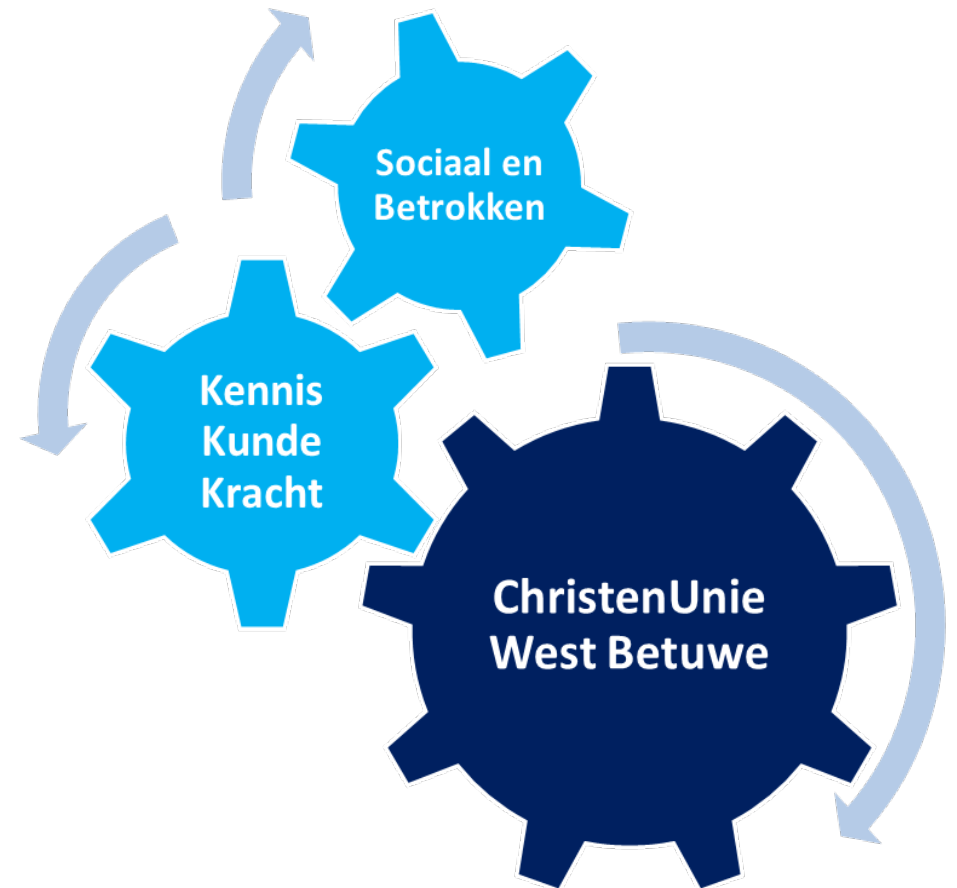 Sociaal en
Betrokken
Kennis
Kunde
Kracht
ChristenUnie
West Betuwe